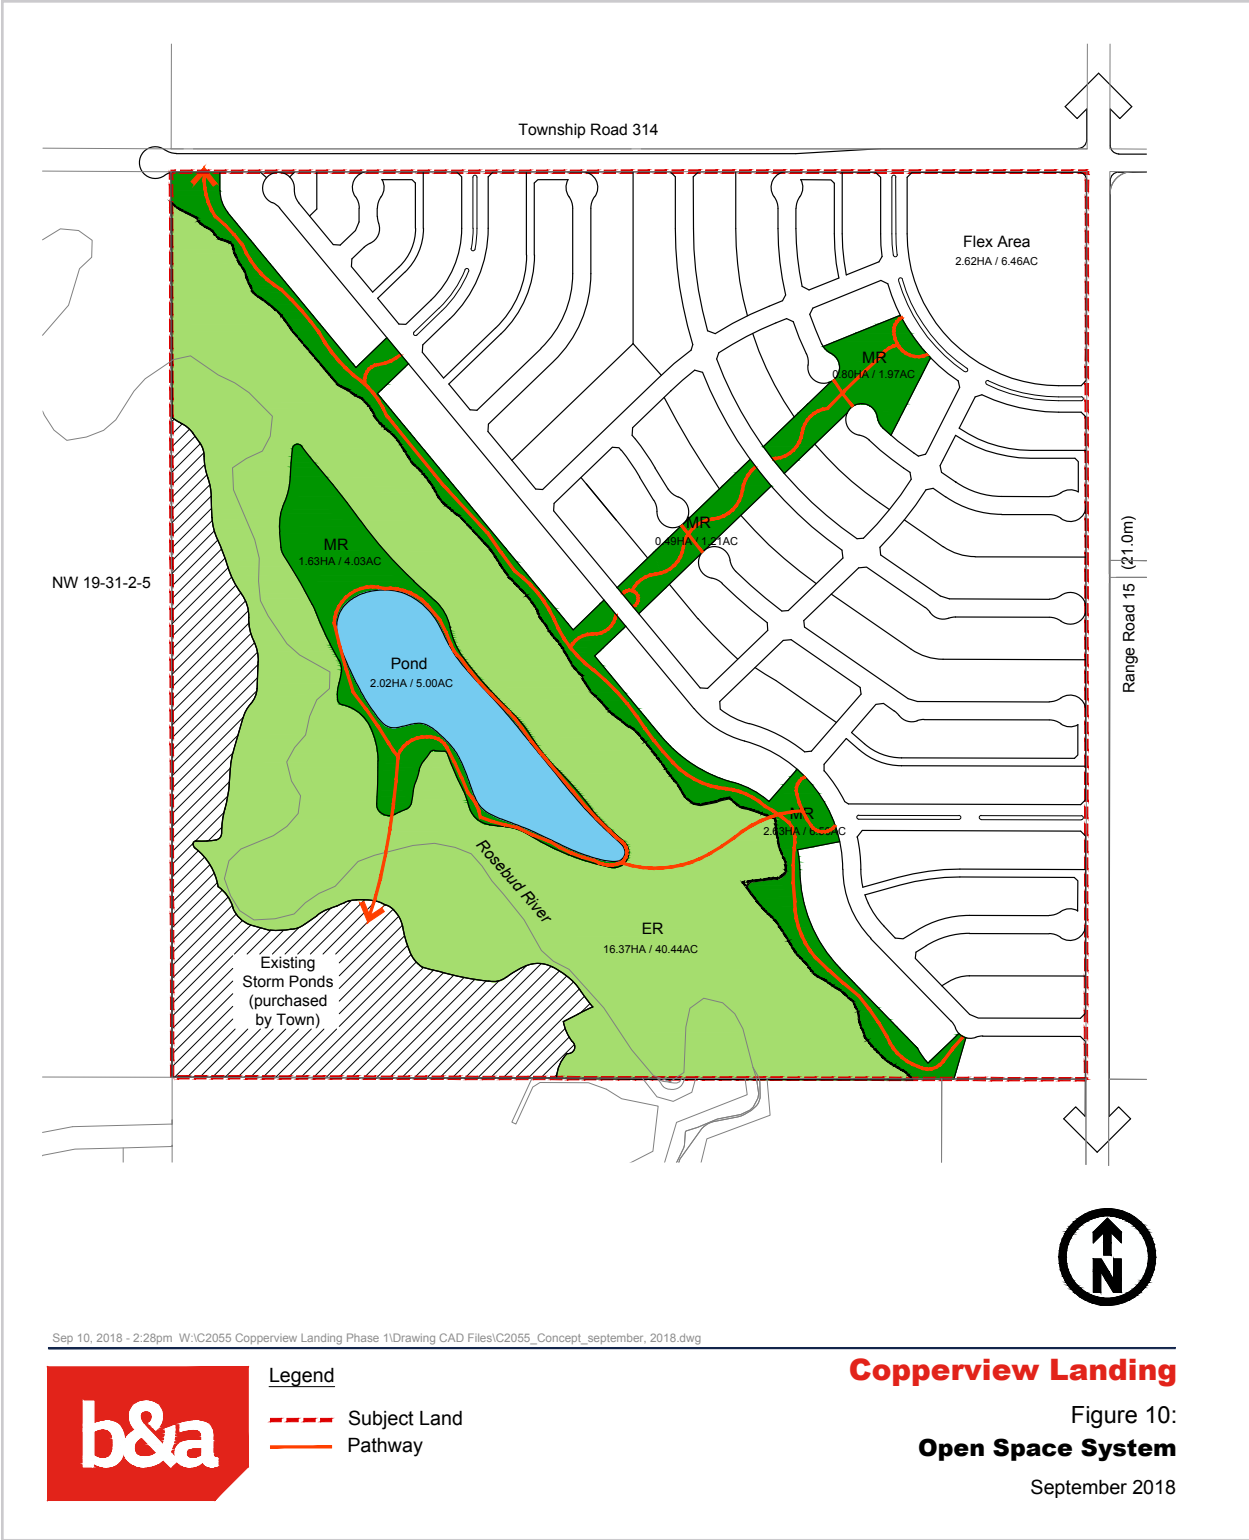 Township Road 314
Flex Area
2.62HA / 6.46AC
MR
0.80HA / 1.97AC
MR
0.49HA / 1.21AC
MR
1.63HA / 4.03AC
NW 19-31-2-5
Range Road 15 (21.0m)
Pond
2.02HA / 5.00AC
MR
2.63HA / 6.50AC
Rosebud River
ER
16.37HA / 40.44AC
Existing
Storm Ponds
(purchased
by Town)
N
Sep 10, 2018 - 2:28pm W:\C2055 Copperview Landing Phase 1\Drawing CAD Files\C2055_Concept_september, 2018.dwg
b&a
Legend
Subject Land
Pathway
Copperview Landing
Figure 10:
Open Space System
September 2018